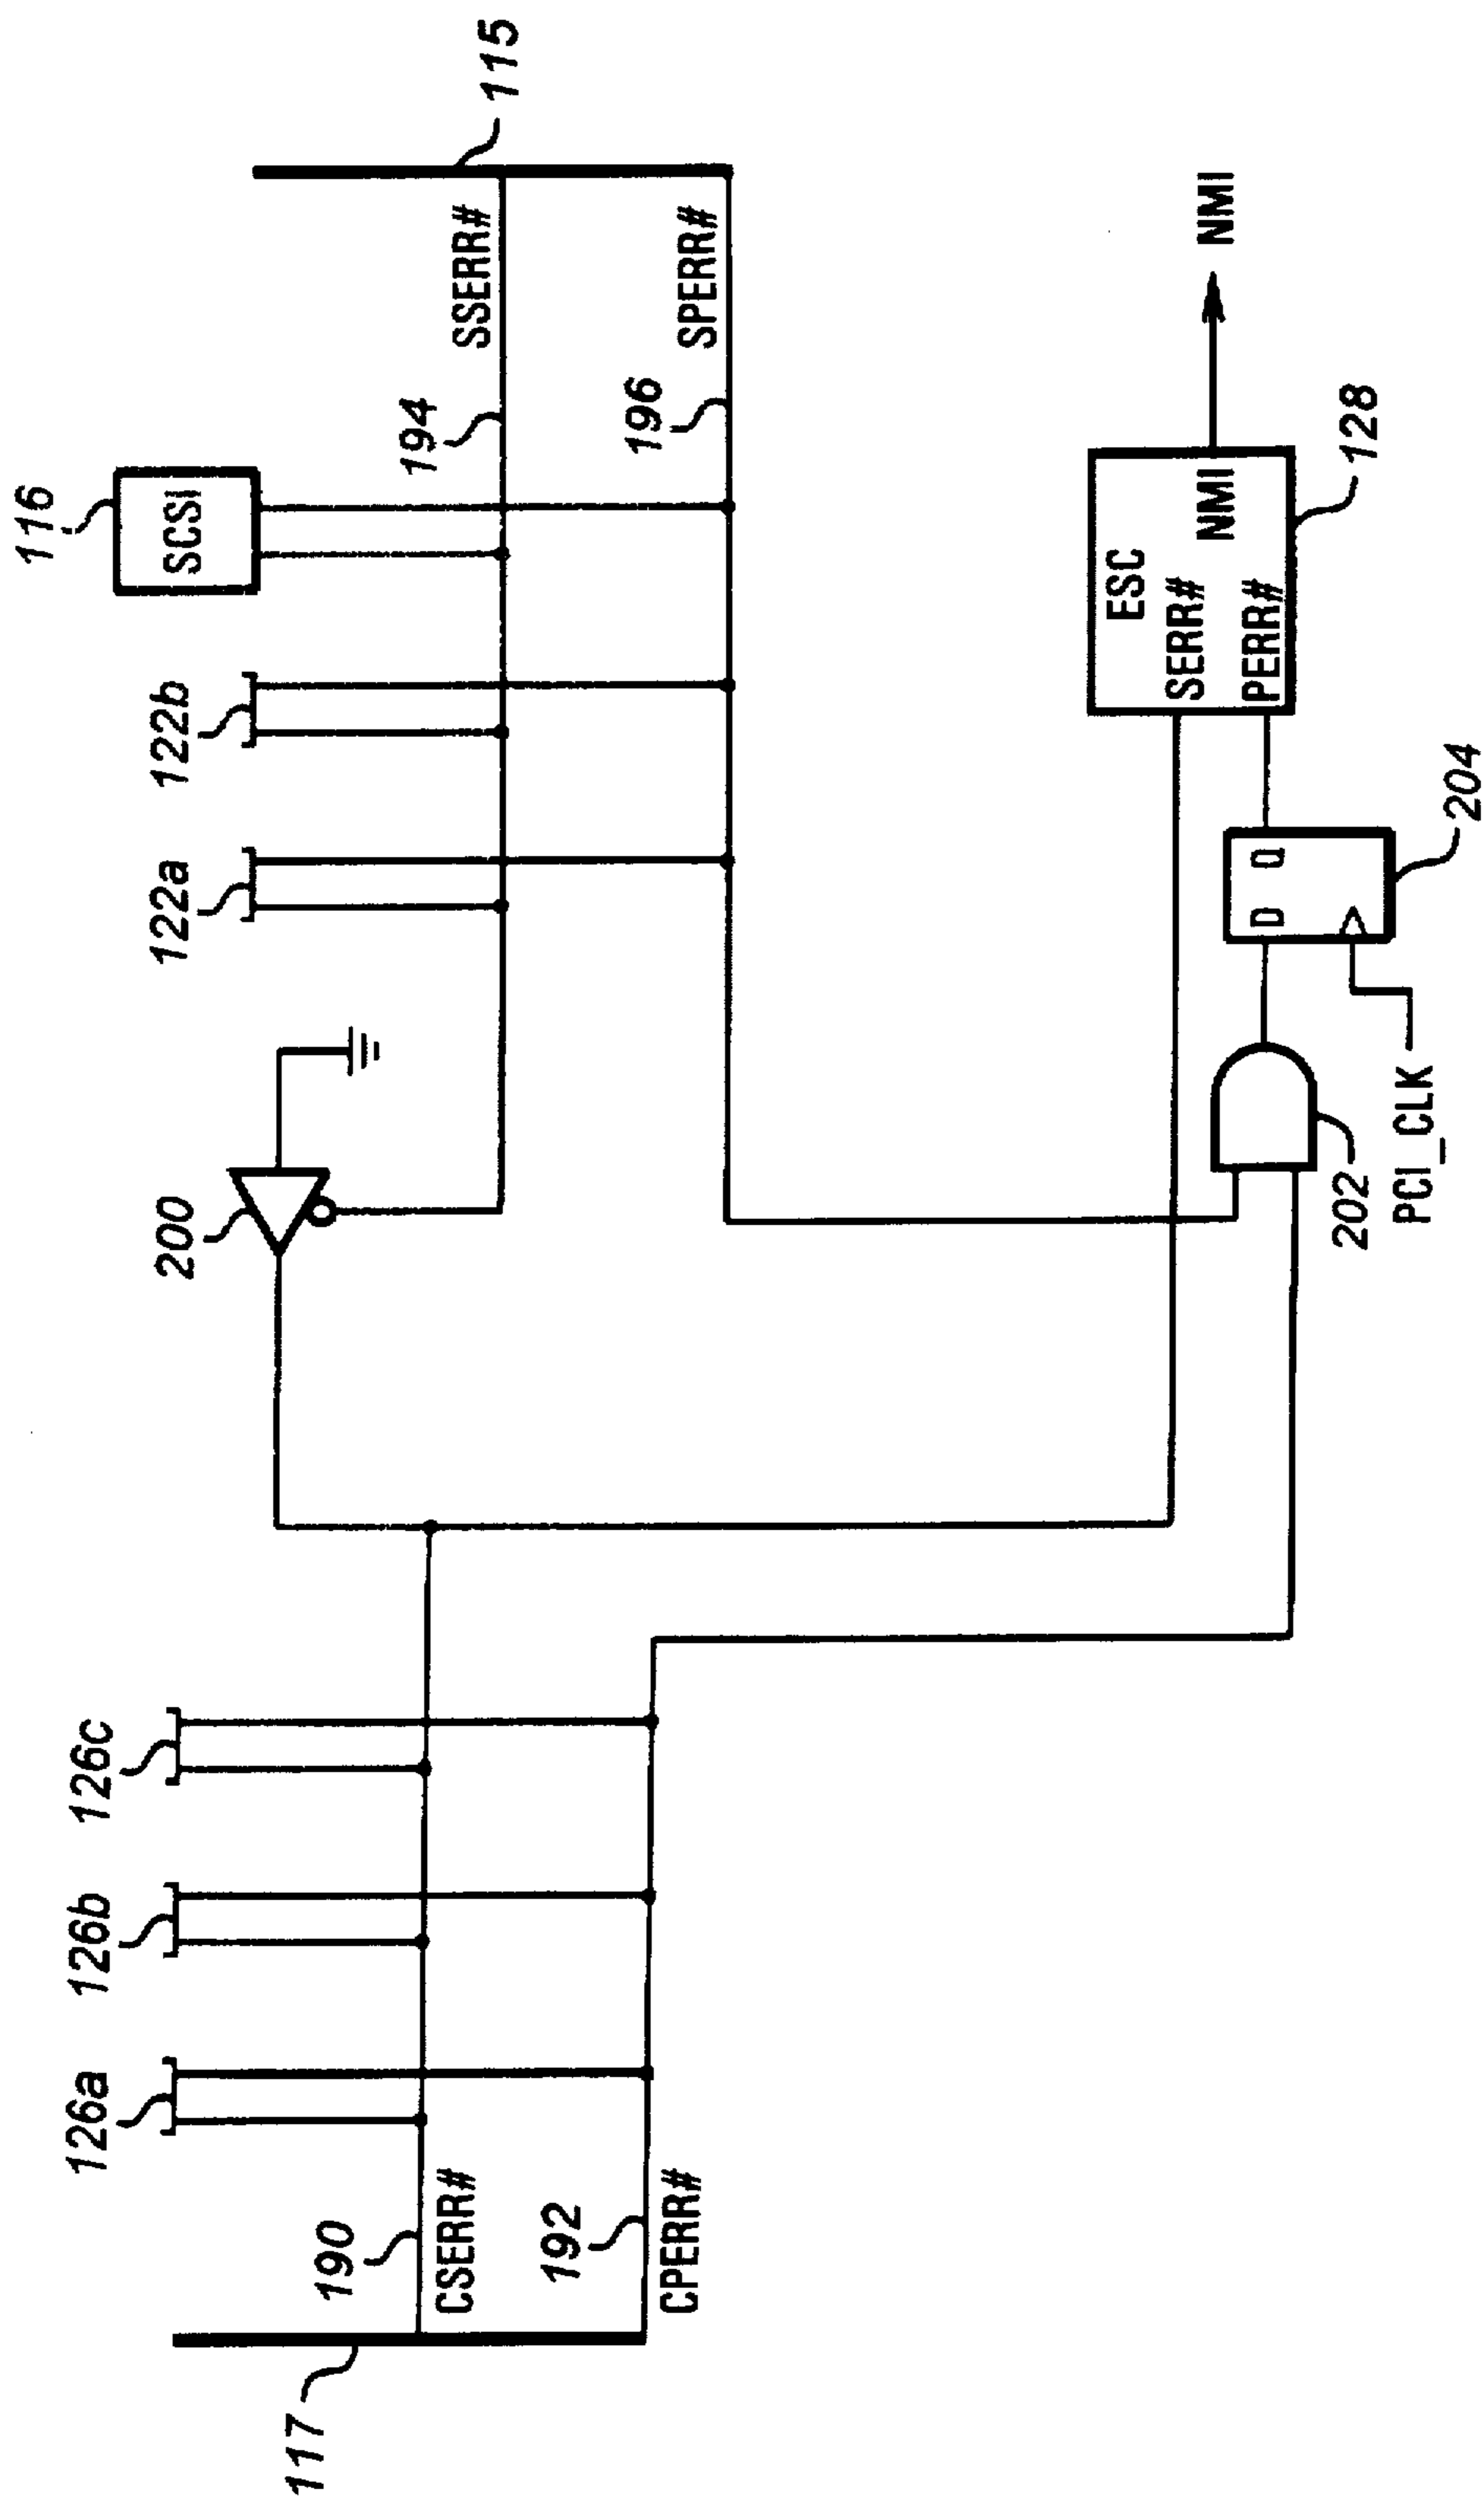 126a
126b
126c
200
122a
122b
116
SCSI
117
190
CSERR#
192
CPERR#
194
SSERR#
196
SPERR#
115
ESC
SERR#
NMI
PERR#
NMI
128
D Q
204
202
PCI_CLK